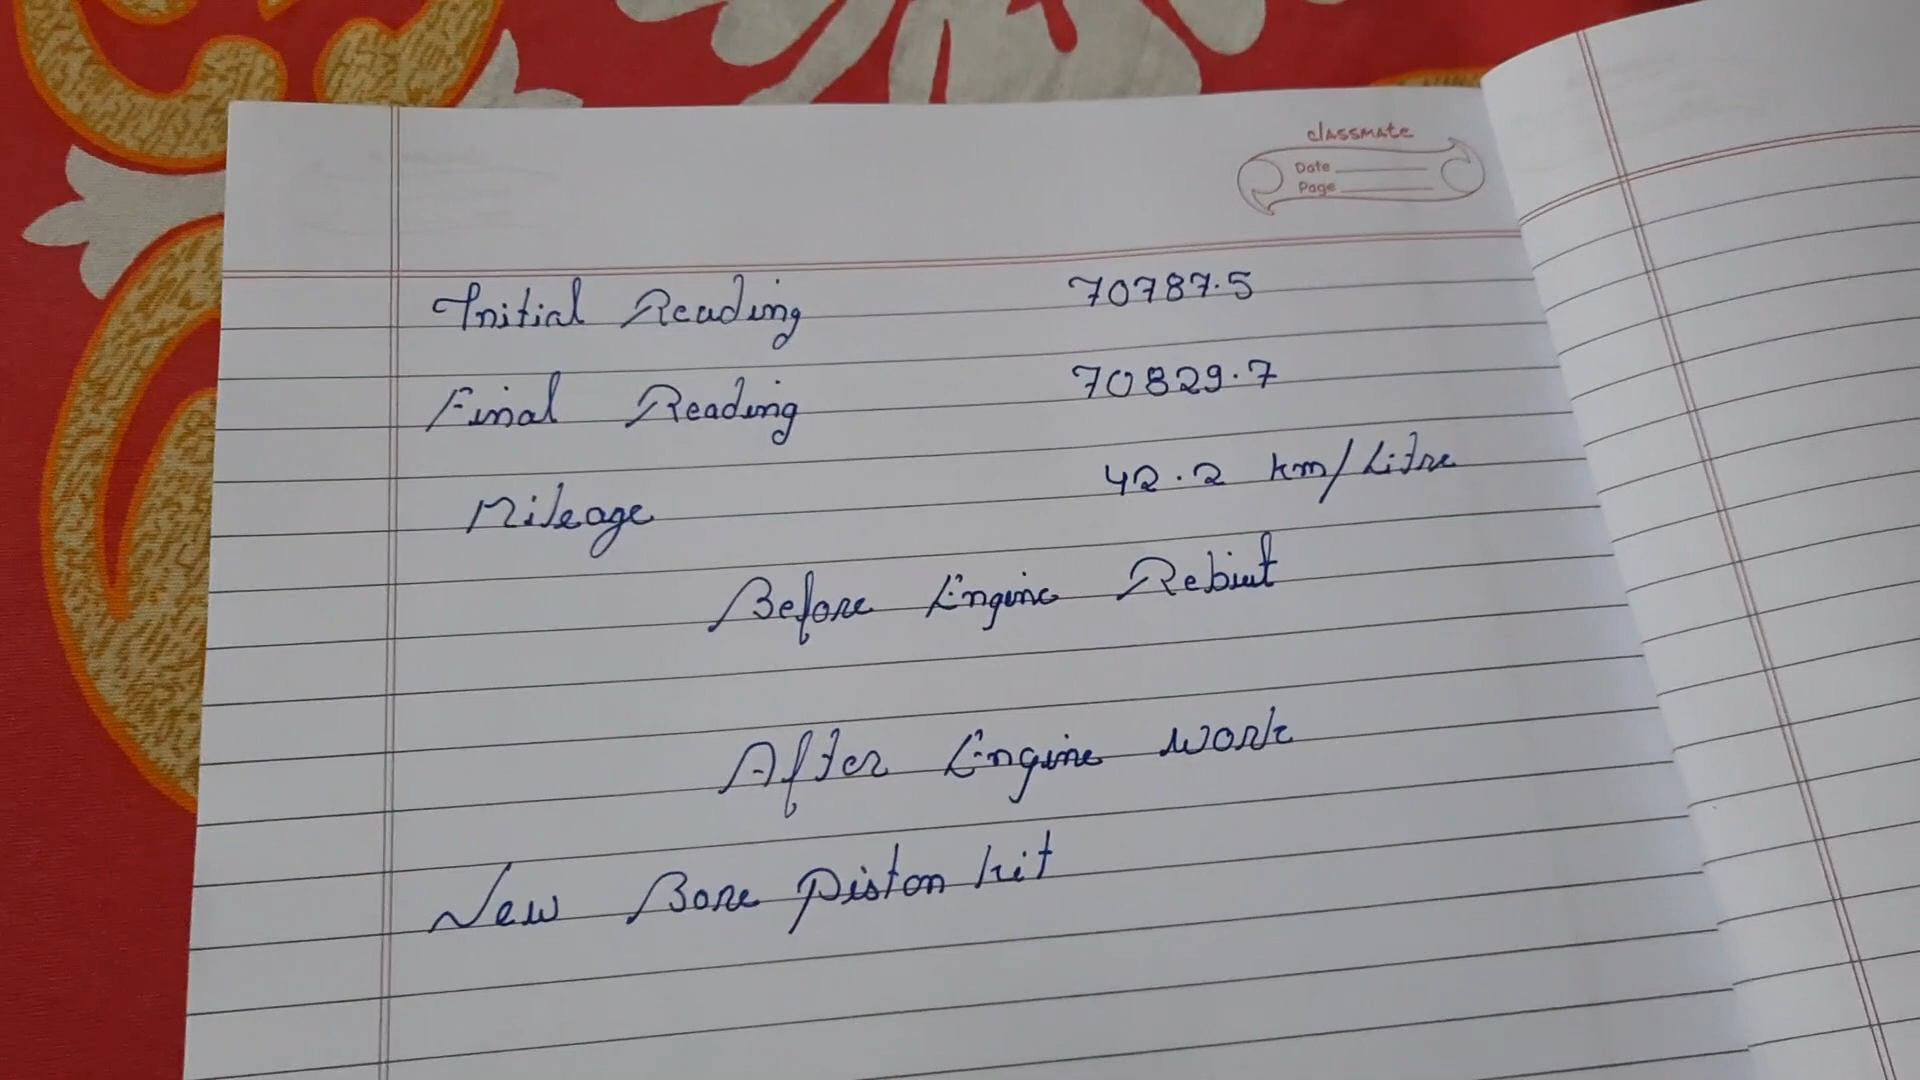 classmate
Date
Page
Initial Reading 70787.5
Final Reading 70829.7
Mileage 42.2 km/Litre
Before Engine Rebiut
After Engine work
New Bore piston kit